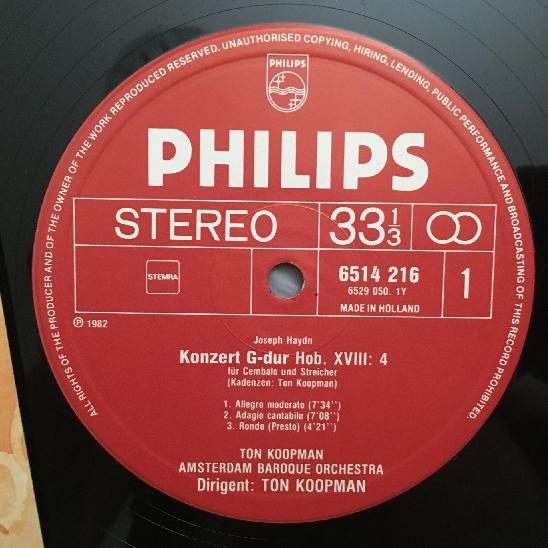 ALL RIGHTS OF THE PRODUCER AND OF THE OWNER OF THE WORK REPRODUCED RESERVED. UNAUTHORISED COPYING, HIRING, LENDING, PUBLIC PERFORMANCE AND BROADCASTING OF THIS RECORD PROHIBITED.
PHILIPS
PHILIPS
STEREO 33 1/3
STEMRA
6514 216
6529 050. 1Y
MADE IN HOLLAND
1
Ⓟ 1982
Joseph Haydn
Konzert G-dur Hob. XVIII: 4
für Cembalo und Streicher
(Kadenzen: Ton Koopman)
1. Allegro moderato (7'34'')
2. Adagio cantabile (7'08'')
3. Rondo (Presto) (4'21'')
TON KOOPMAN
AMSTERDAM BAROQUE ORCHESTRA
Dirigent: TON KOOPMAN